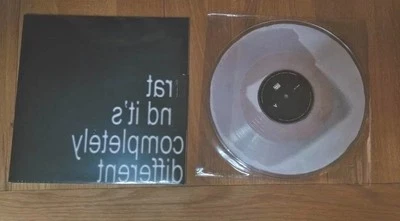 rat
nd it's
completely
different